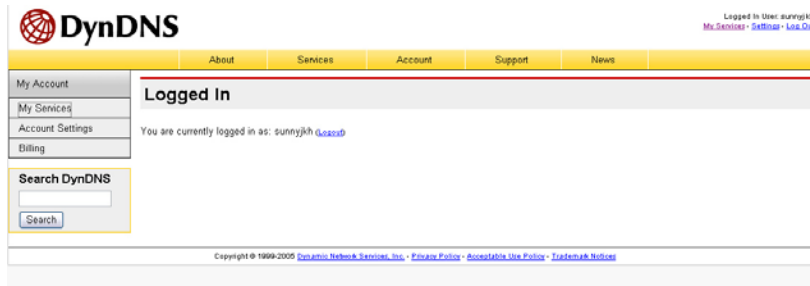 DynDNS
Logged In User: sunnyjk
My Services - Settings - Log Ou
About Services Account Support News
My Account
My Services
Account Settings
Billing
Search DynDNS
Search
Logged In
You are currently logged in as: sunnyjkh (Logout)
Copyright © 1999-2005 Dynamic Network Services, Inc. - Privacy Policy - Acceptable Use Policy - Trademark Notices